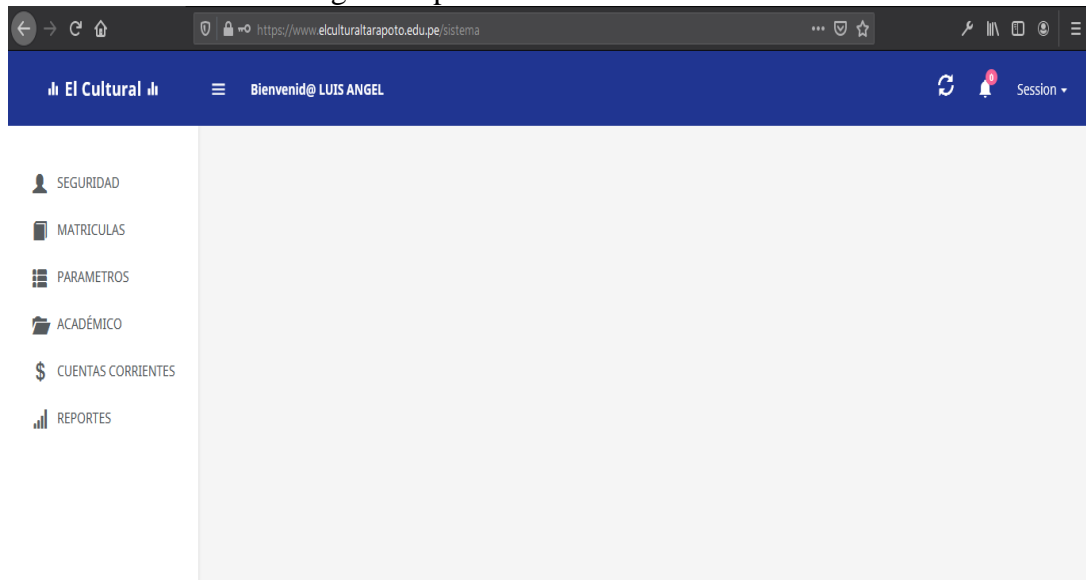 https://www.elculturaltarapoto.edu.pe/sistema
El Cultural
Bienvenid@ LUIS ANGEL
0
Session
SEGURIDAD
MATRICULAS
PARAMETROS
ACADÉMICO
CUENTAS CORRIENTES
REPORTES